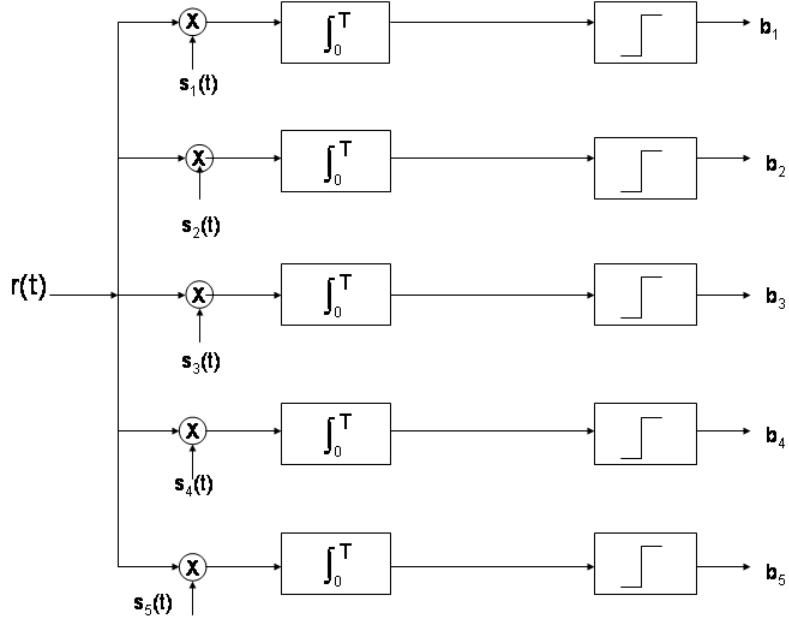 X ∫₀ᵀ b₁
s₁(t)
X ∫₀ᵀ b₂
s₂(t)
r(t) X ∫₀ᵀ b₃
s₃(t)
X ∫₀ᵀ b₄
s₄(t)
X ∫₀ᵀ b₅
s₅(t)